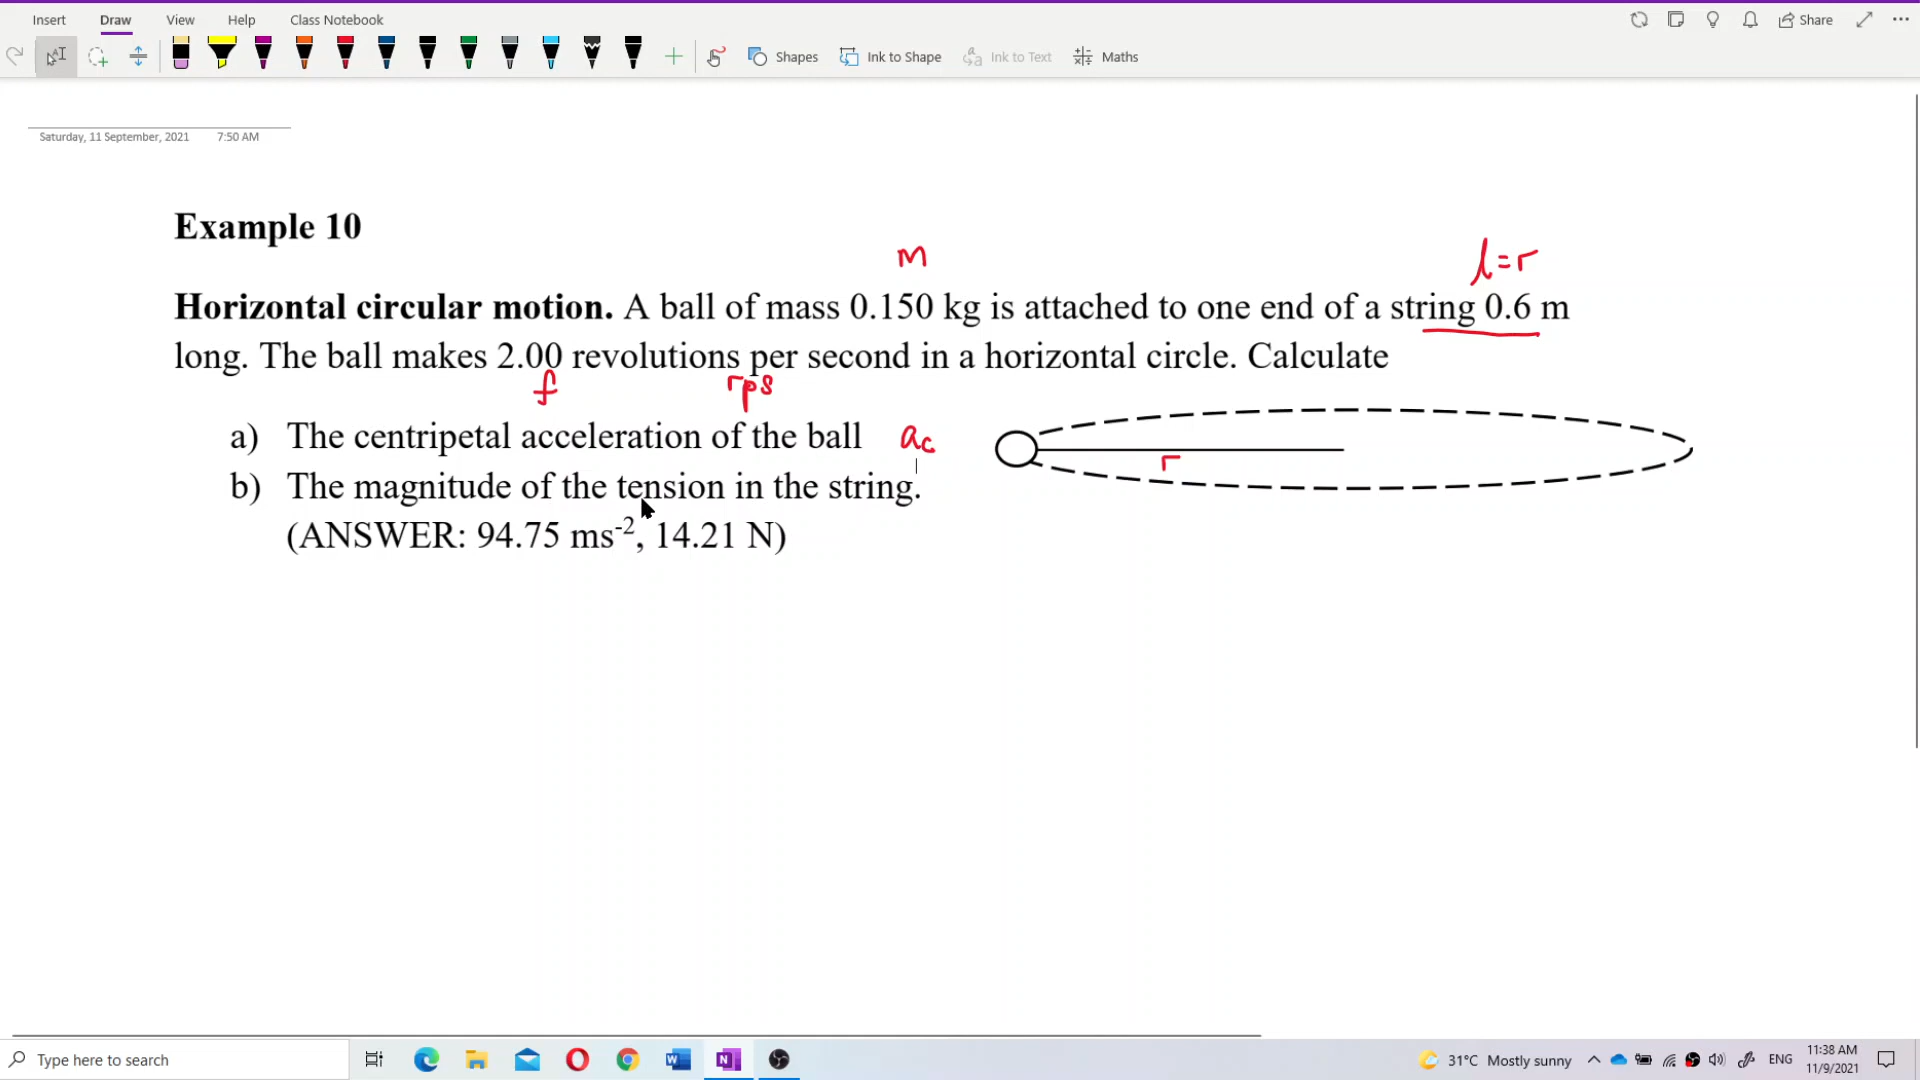 Insert Draw View Help Class Notebook
Share
Shapes Ink to Shape Ink to Text Maths
Saturday, 11 September, 2021 7:50 AM
Example 10
m
l=r
Horizontal circular motion. A ball of mass 0.150 kg is attached to one end of a string 0.6 m
long. The ball makes 2.00 revolutions per second in a horizontal circle. Calculate
f rps
a) The centripetal acceleration of the ball ac
r
b) The magnitude of the tension in the string.
(ANSWER: 94.75 ms-2, 14.21 N)
Type here to search
31°C Mostly sunny
ENG
11:38 AM
11/9/2021